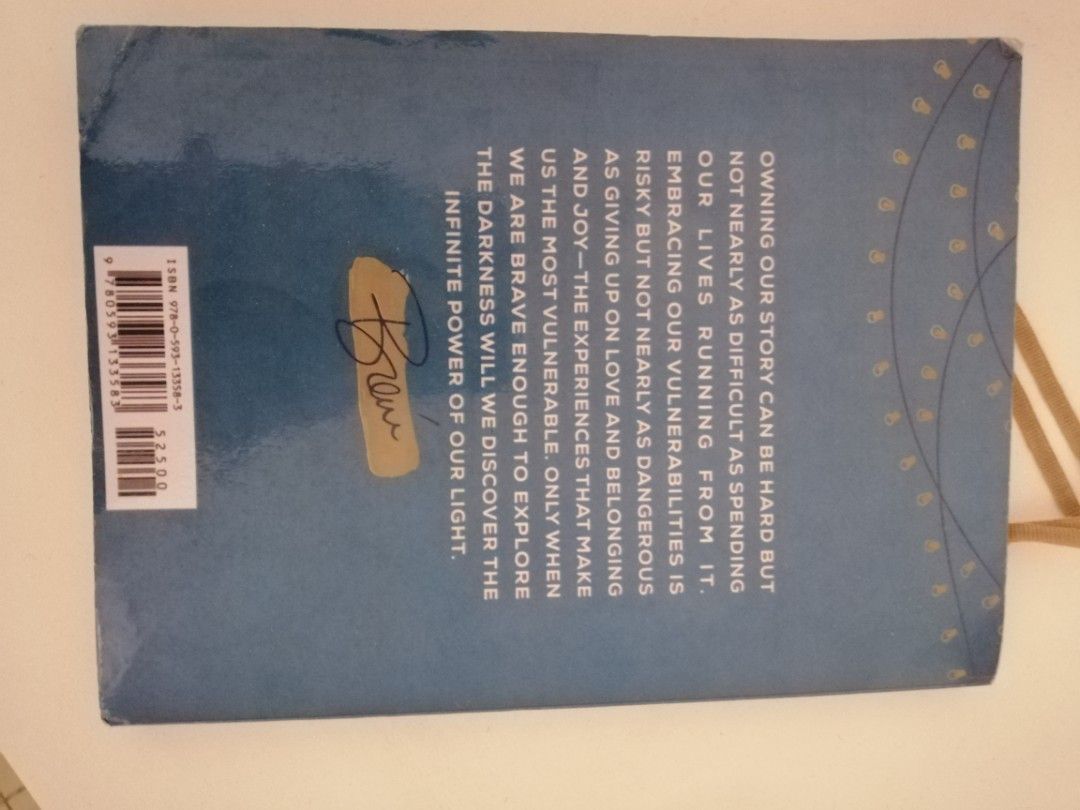 OWNING OUR STORY CAN BE HARD BUT
NOT NEARLY AS DIFFICULT AS SPENDING
OUR LIVES RUNNING FROM IT.
EMBRACING OUR VULNERABILITIES IS
RISKY BUT NOT NEARLY AS DANGEROUS
AS GIVING UP ON LOVE AND BELONGING
AND JOY—THE EXPERIENCES THAT MAKE
US THE MOST VULNERABLE. ONLY WHEN
WE ARE BRAVE ENOUGH TO EXPLORE
THE DARKNESS WILL WE DISCOVER THE
INFINITE POWER OF OUR LIGHT.
Brené
ISBN 978-0-593-13358-3
52500
9 780593 133583